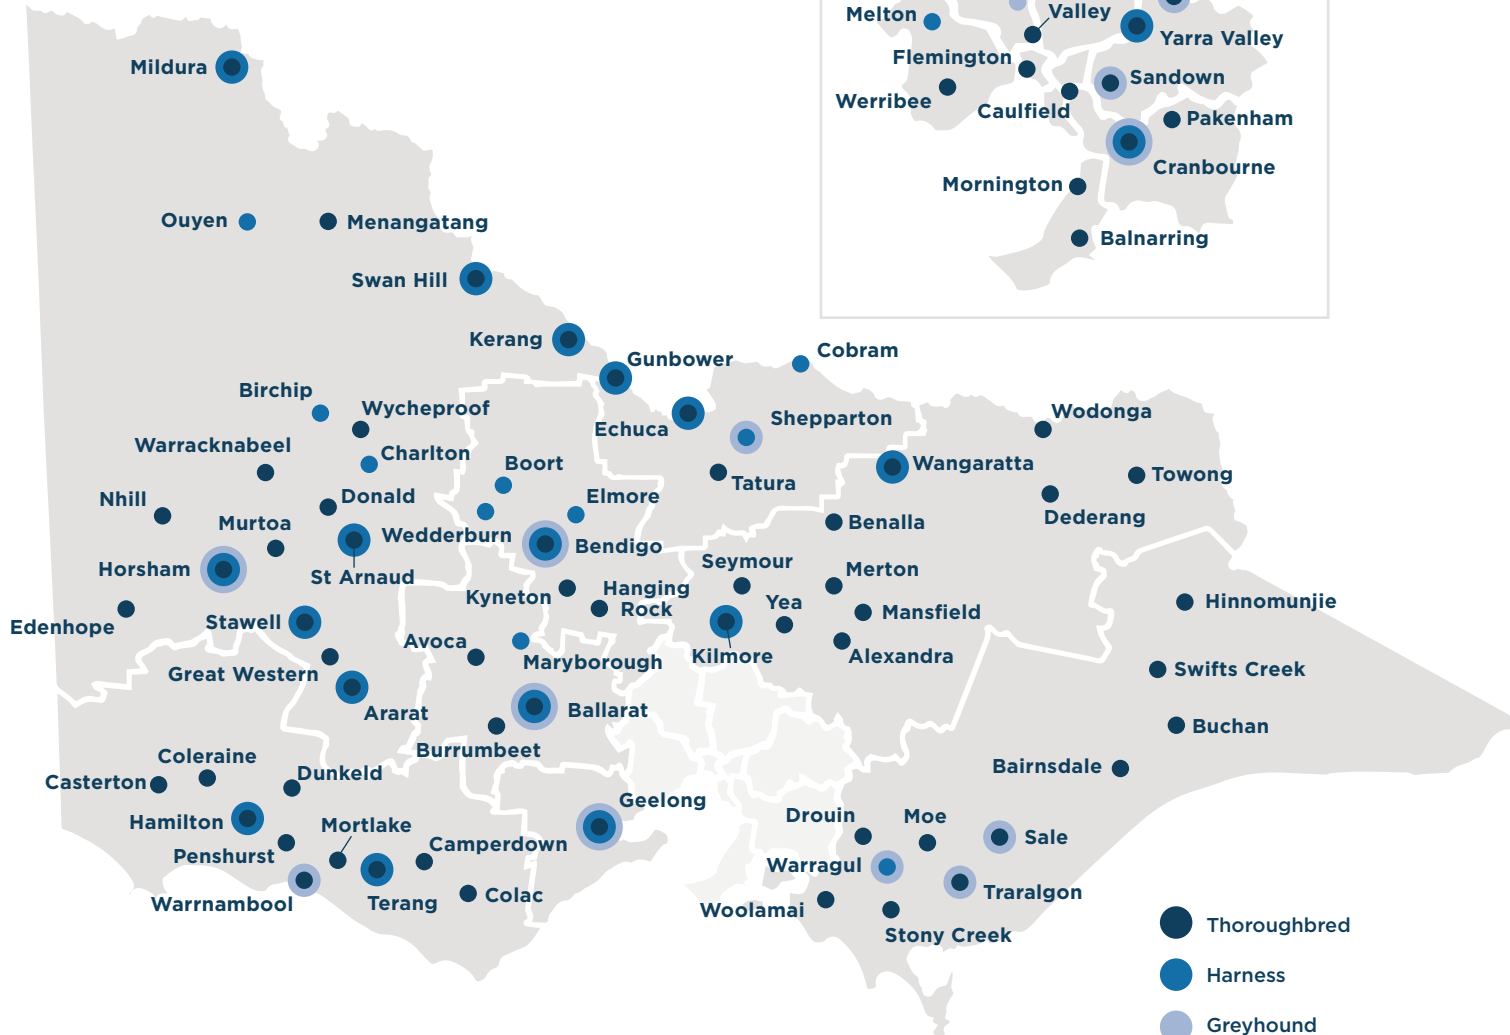 Melton
Valley
Yarra Valley
Flemington
Sandown
Werribee
Caulfield
Pakenham
Cranbourne
Mornington
Balnarring
Mildura
Ouyen
Menangatang
Swan Hill
Kerang
Gunbower
Cobram
Birchip
Wycheproof
Echuca
Shepparton
Wodonga
Warracknabeel
Charlton
Boort
Wangaratta
Towong
Nhill
Donald
Elmore
Tatura
Dederang
Murtoa
Wedderburn
Bendigo
Benalla
Horsham
St Arnaud
Seymour
Merton
Kyneton
Hanging
Rock
Yea
Mansfield
Hinnomunjie
Edenhope
Stawell
Avoca
Maryborough
Kilmore
Alexandra
Swifts Creek
Great Western
Ararat
Ballarat
Buchan
Burrumbeet
Coleraine
Casterton
Dunkeld
Bairnsdale
Geelong
Hamilton
Mortlake
Drouin
Moe
Sale
Penshurst
Camperdown
Warragul
Warrnambool
Terang
Colac
Traralgon
Woolamai
Stony Creek
Thoroughbred
Harness
Greyhound